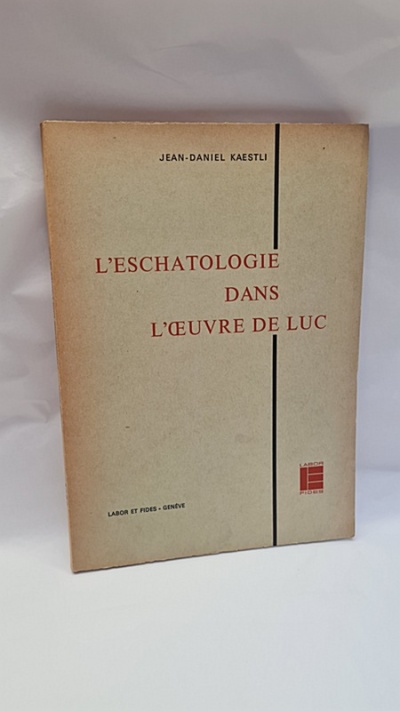 JEAN-DANIEL KAESTLI
L'ESCHATOLOGIE
DANS
L'ŒUVRE DE LUC
LABOR
FIDES
LABOR ET FIDES - GENÈVE